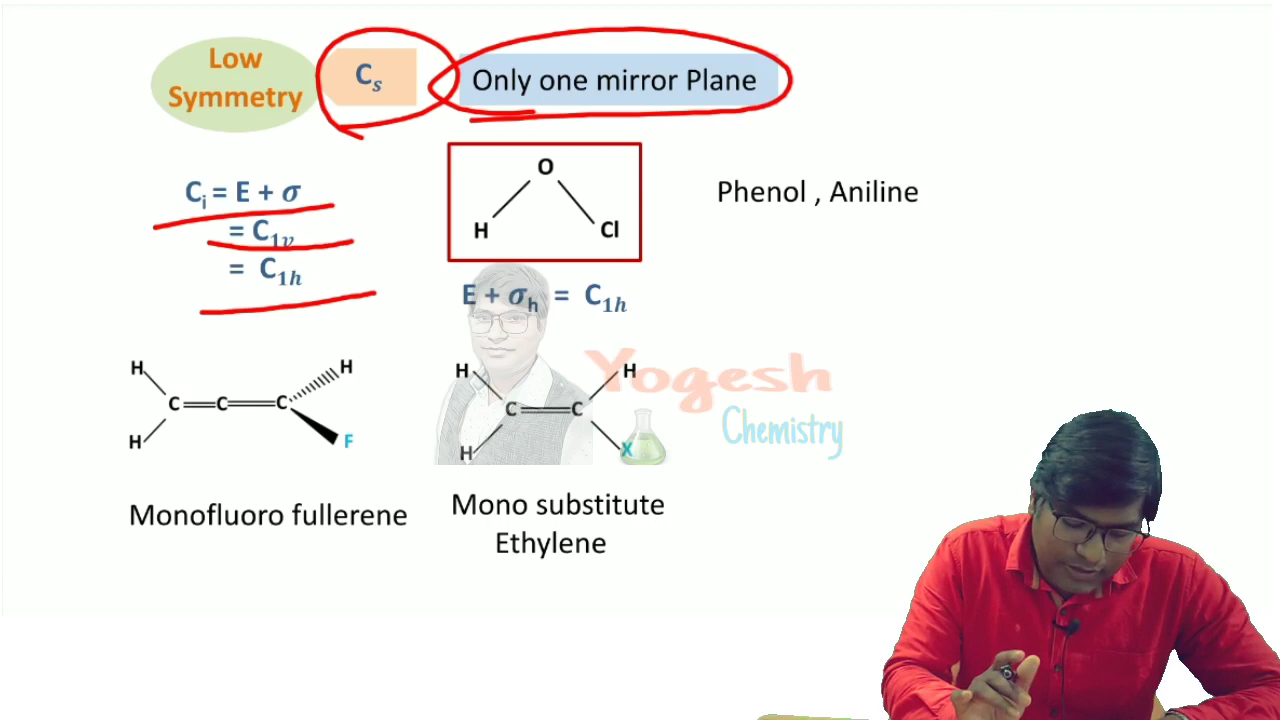 Low
Symmetry
Cₛ
Only one mirror Plane
Cᵢ = E + σ
= C₁ᵥ
= C₁ₕ
H
O
Cl
E + σₕ = C₁ₕ
Phenol , Aniline
H
H
C
C
C
H
F
Monofluoro fullerene
H
H
C
C
H
X
Mono substitute
Ethylene
Yogesh
Chemistry